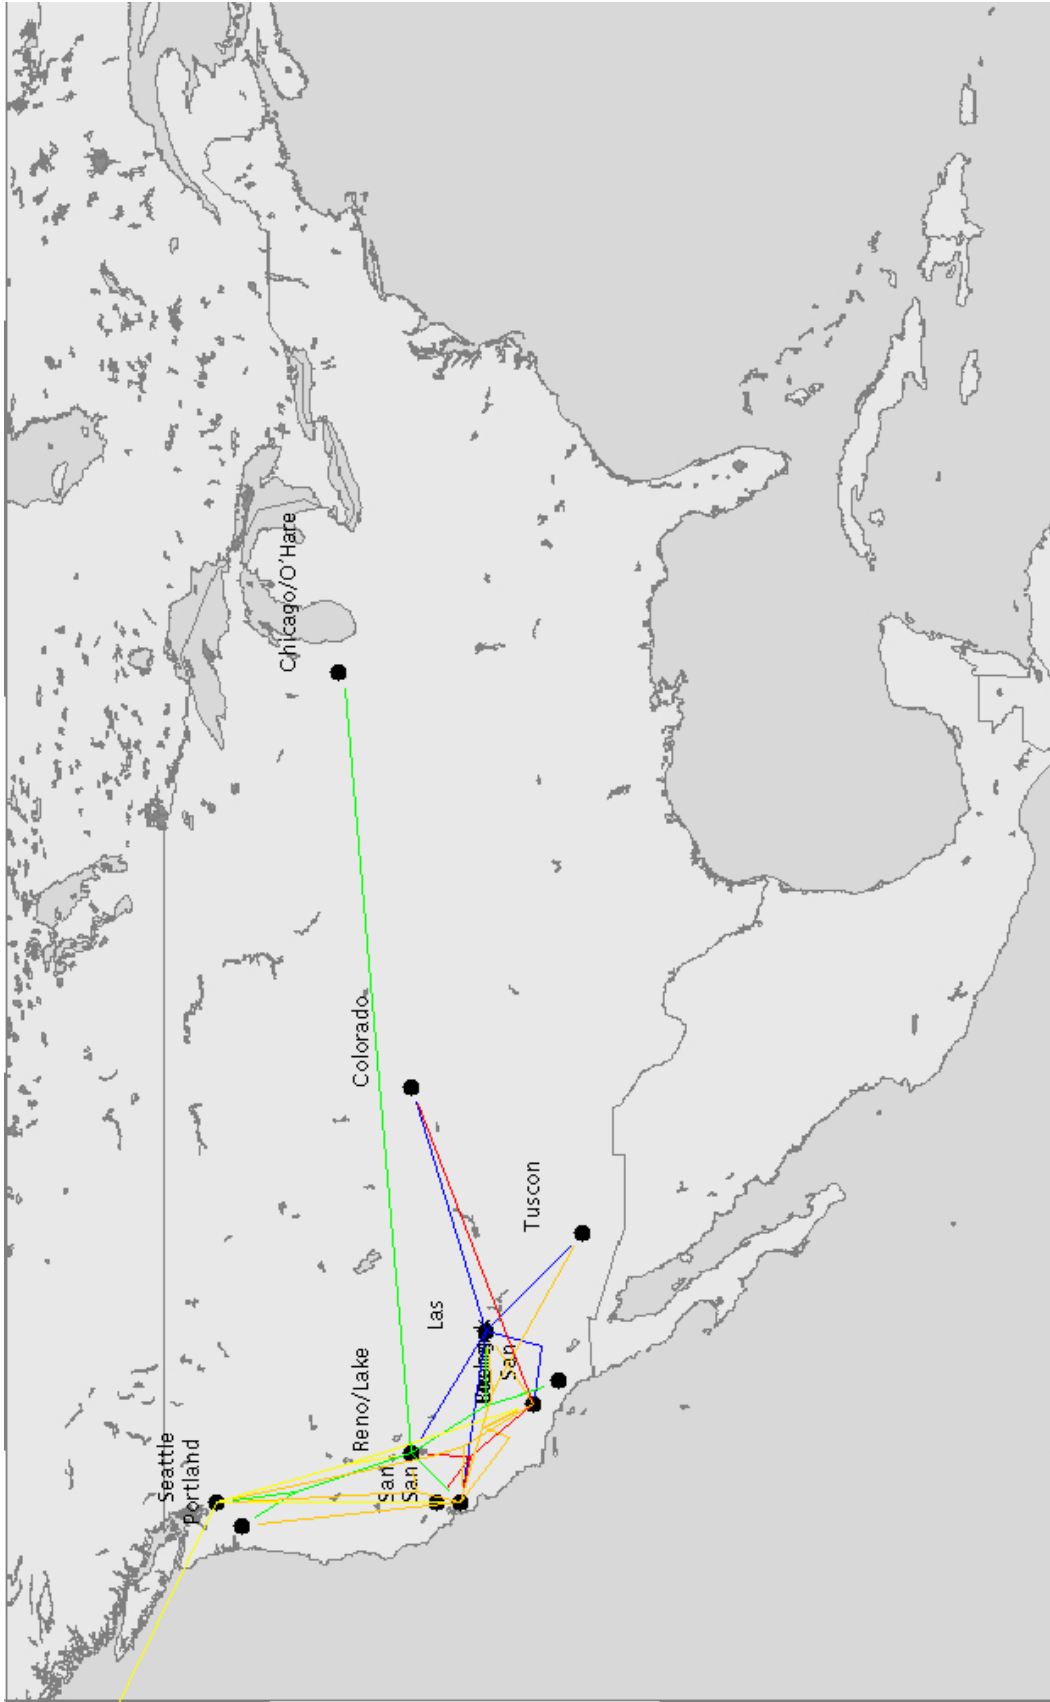 Seattle
Portland
San
San
Reno/Lake
Las
San
Tuscon
Colorado
Chicago/O'Hare